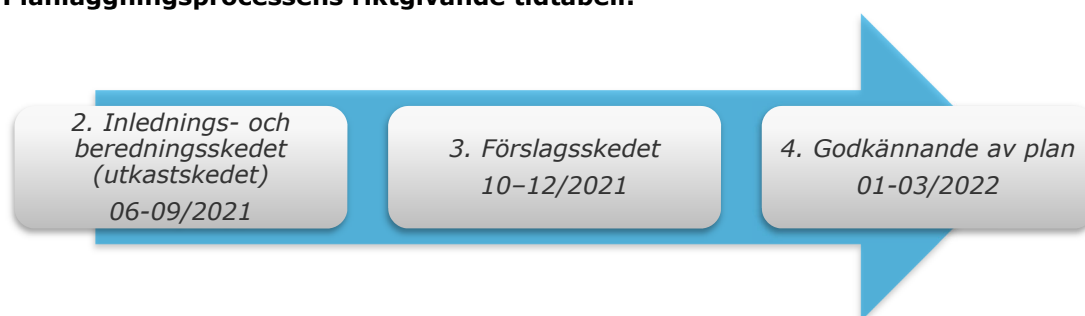 Planläggningsprocessens riktgivande tidtabell:
2. Inlednings- och
beredningsskedet
(utkastskedet)
06-09/2021
3. Förslagsskedet
10–12/2021
4. Godkännande av plan
01-03/2022